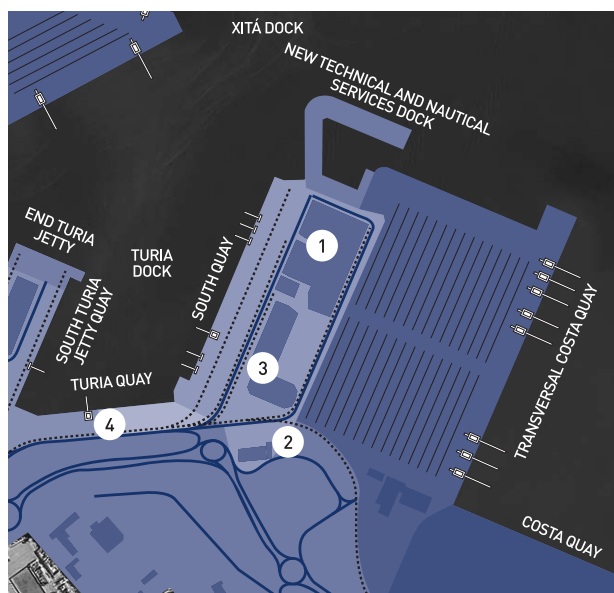 XITÁ DOCK
NEW TECHNICAL AND NAUTICAL
SERVICES DOCK
1
END TURIA
JETTY
TURIA
DOCK
SOUTH QUAY
SOUTH TURIA
JETTY QUAY
TRANSVERSAL COSTA QUAY
3
TURIA QUAY
4
2
COSTA QUAY